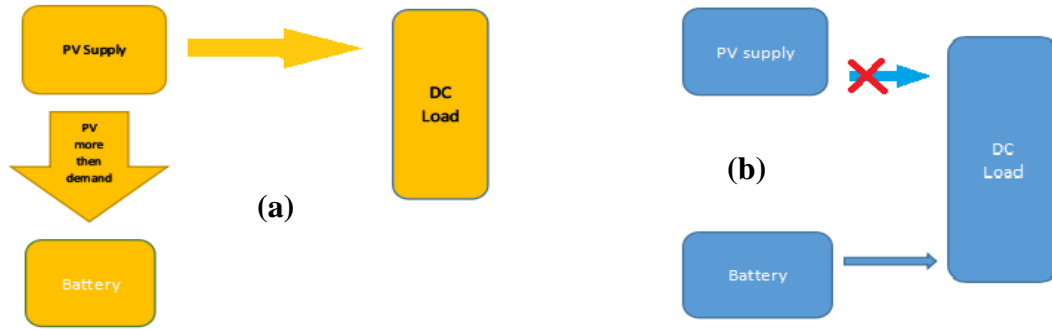 PV Supply
DC
Load
PV
more
then
demand
Battery
(a)
PV supply
DC
Load
Battery
(b)